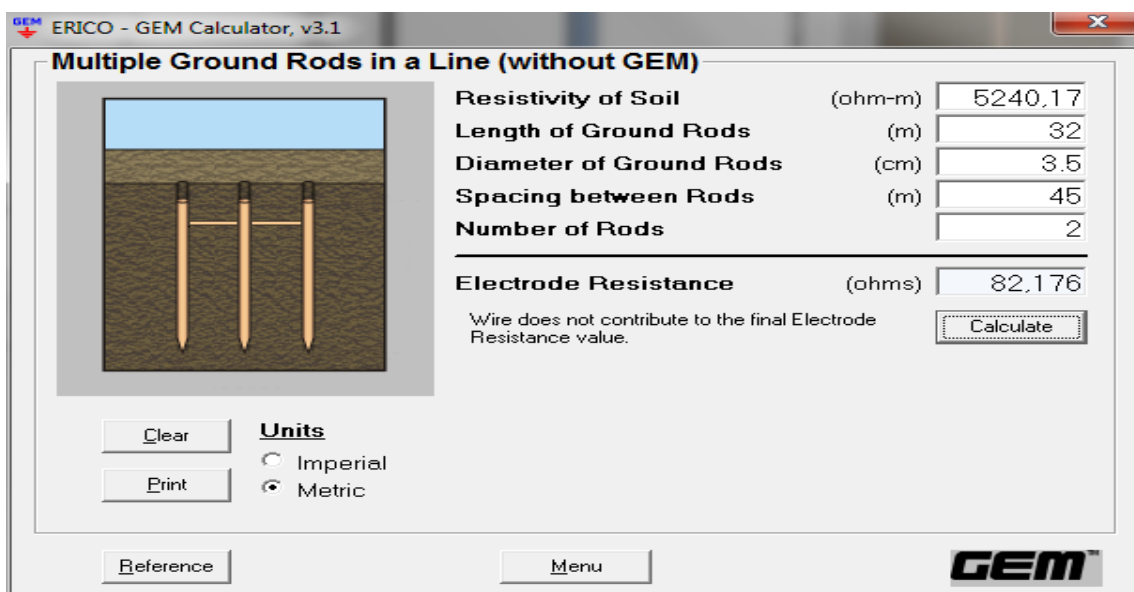 GEM ERICO - GEM Calculator, v3.1
Multiple Ground Rods in a Line (without GEM)
Resistivity of Soil (ohm-m) 5240,17
Length of Ground Rods (m) 32
Diameter of Ground Rods (cm) 3.5
Spacing between Rods (m) 45
Number of Rods 2
Electrode Resistance (ohms) 82,176
Wire does not contribute to the final Electrode
Resistance value.
Calculate
Clear
Print
Units
Imperial
Metric
Reference
Menu
GEM™